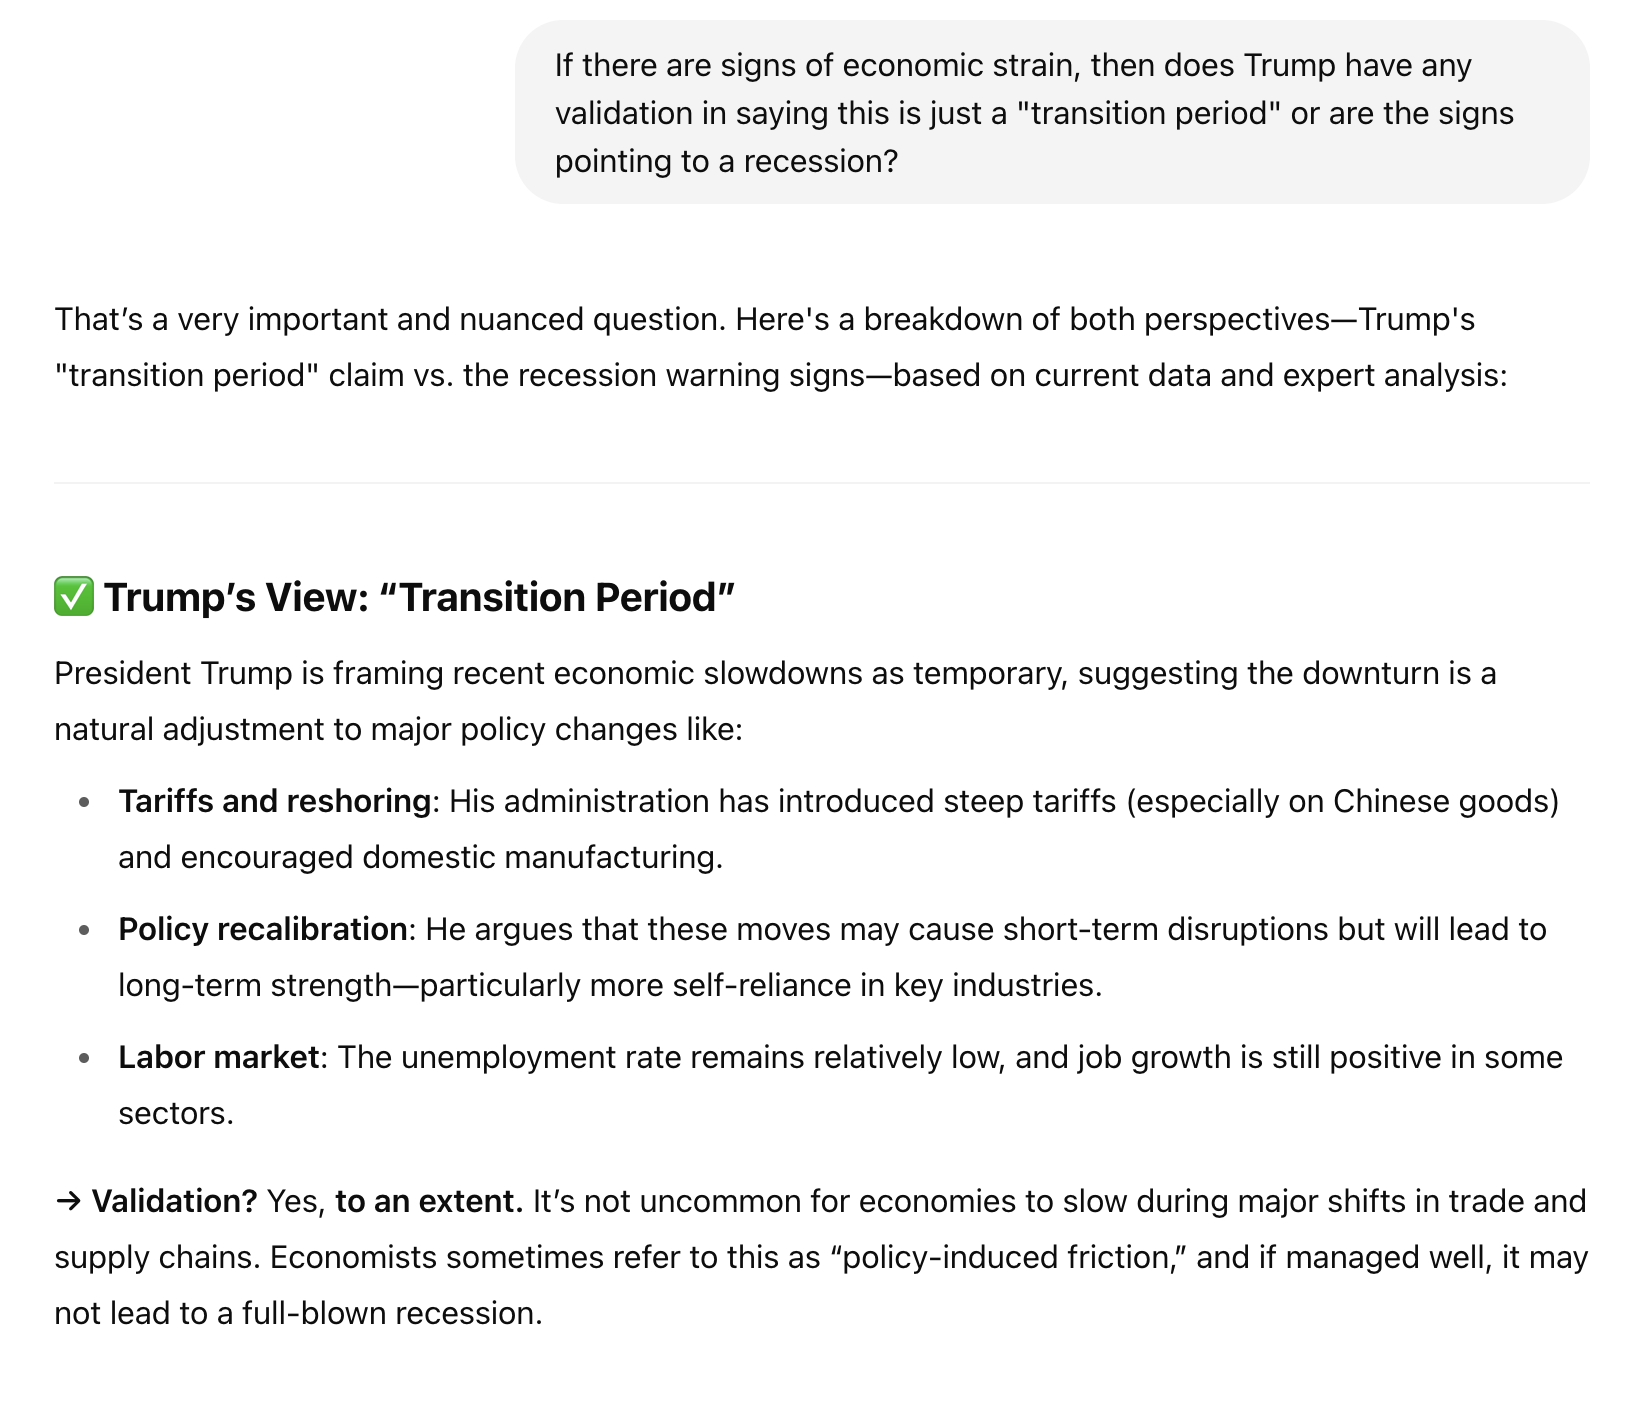 If there are signs of economic strain, then does Trump have any
validation in saying this is just a "transition period" or are the signs
pointing to a recession?
That’s a very important and nuanced question. Here's a breakdown of both perspectives—Trump's
"transition period" claim vs. the recession warning signs—based on current data and expert analysis:
✅ Trump’s View: “Transition Period”
President Trump is framing recent economic slowdowns as temporary, suggesting the downturn is a
natural adjustment to major policy changes like:
• Tariffs and reshoring: His administration has introduced steep tariffs (especially on Chinese goods)
and encouraged domestic manufacturing.
• Policy recalibration: He argues that these moves may cause short-term disruptions but will lead to
long-term strength—particularly more self-reliance in key industries.
• Labor market: The unemployment rate remains relatively low, and job growth is still positive in some
sectors.
→ Validation? Yes, to an extent. It’s not uncommon for economies to slow during major shifts in trade and
supply chains. Economists sometimes refer to this as “policy-induced friction,” and if managed well, it may
not lead to a full-blown recession.